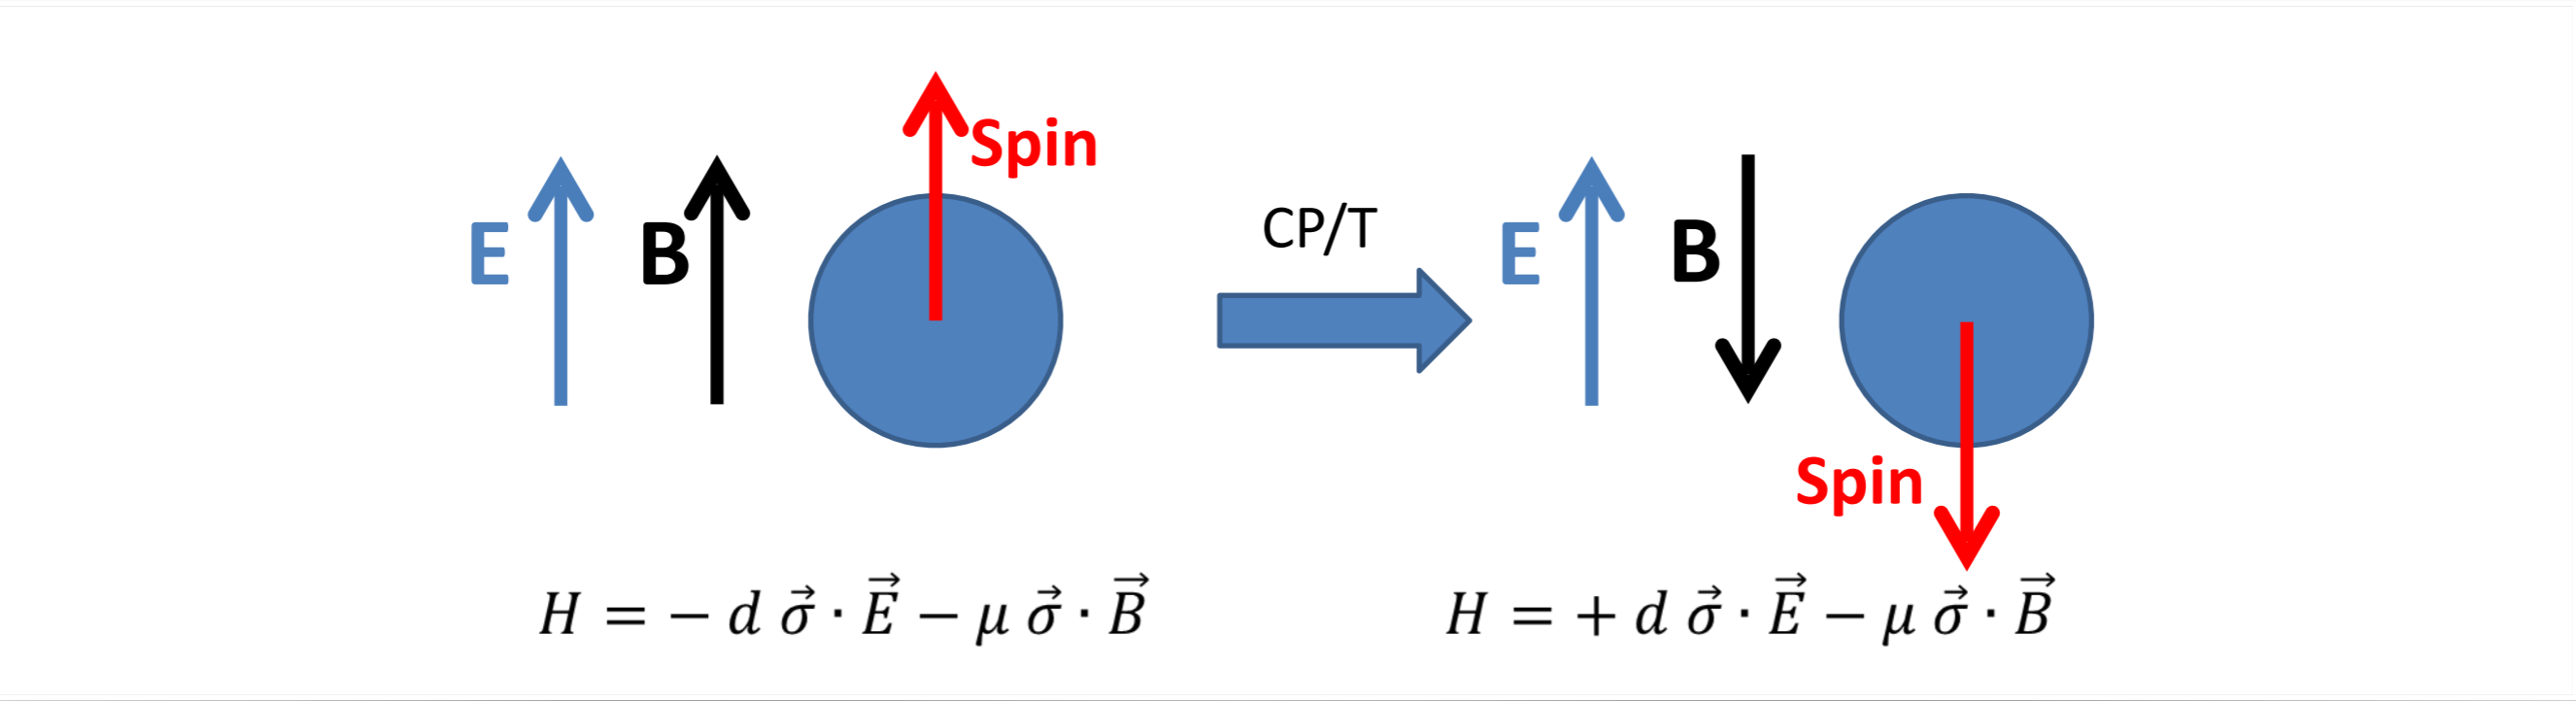 Spin
E B
CP/T
E B
Spin
H = − d σ⃗ · E⃗ − μ σ⃗ · B⃗
H = + d σ⃗ · E⃗ − μ σ⃗ · B⃗